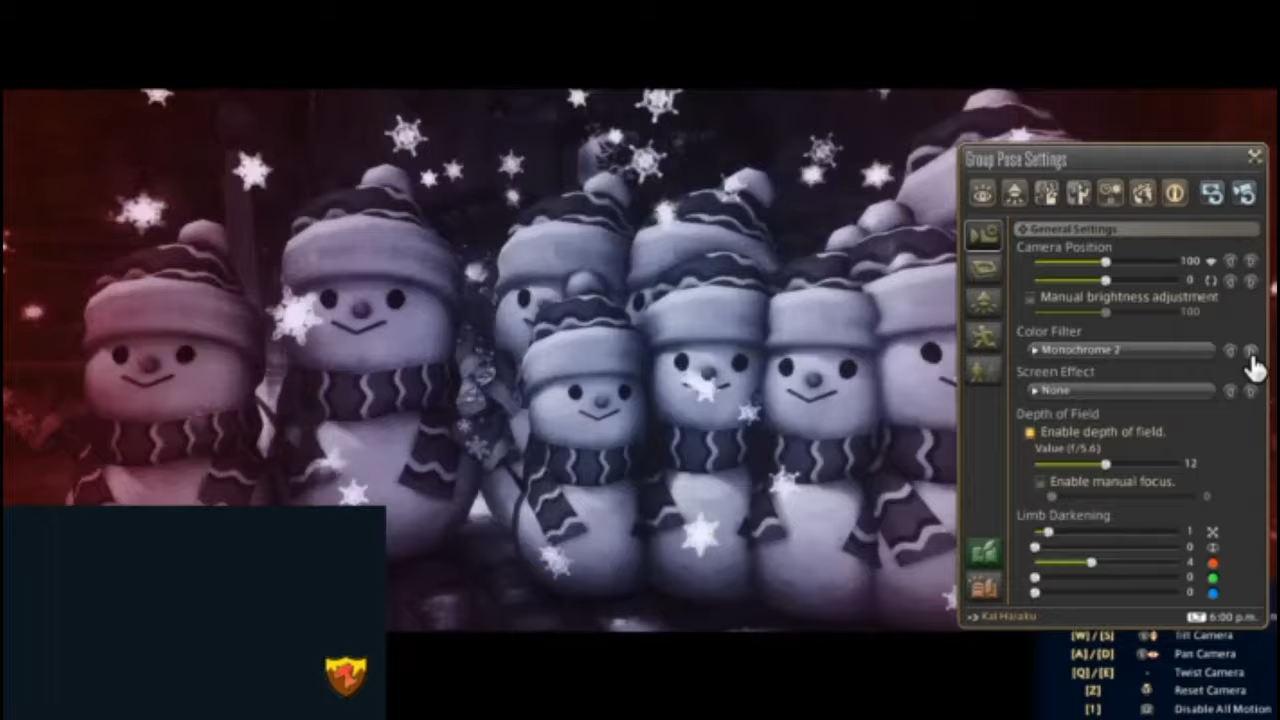 Group Pose Settings
General Settings
Camera Position
100
0
Manual brightness adjustment
100
Color Filter
Monochrome 2
Screen Effect
None
Depth of Field
Enable depth of field.
Value (f/5.6)
12
Enable manual focus.
0
Limb Darkening
1
0
4
0
0
LT 6:00 p.m.
[W]/[S] Tilt Camera
[A]/[D] Pan Camera
[Q]/[E] - Twist Camera
[Z] Reset Camera
[1] Disable All Motion